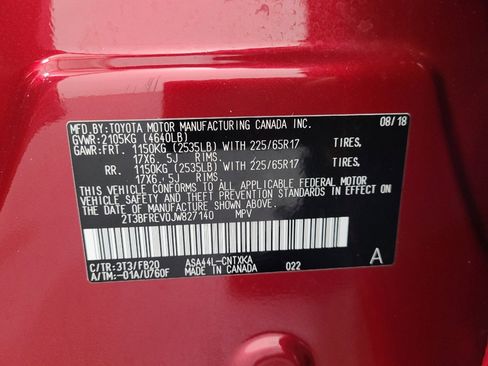 MFD.BY: TOYOTA MOTOR MANUFACTURING CANADA INC. 08/18
GVWR: 2105KG (4640LB)
GAWR: FRT. 1150KG (2535LB) WITH 225/65R17 TIRES,
17X6.5J RIMS.
RR. 1150KG (2535LB) WITH 225/65R17 TIRES,
17X6.5J RIMS.
THIS VEHICLE CONFORMS TO ALL APPLICABLE FEDERAL MOTOR
VEHICLE SAFETY AND THEFT PREVENTION STANDARDS IN EFFECT ON
THE DATE OF MANUFACTURE SHOWN ABOVE.
2T3BFREV0JW827140 MPV
C/TR:3T3/FB20 ASA44L-CNTXKA A
A/TM:-01A/U760F MADE IN CANADA 022